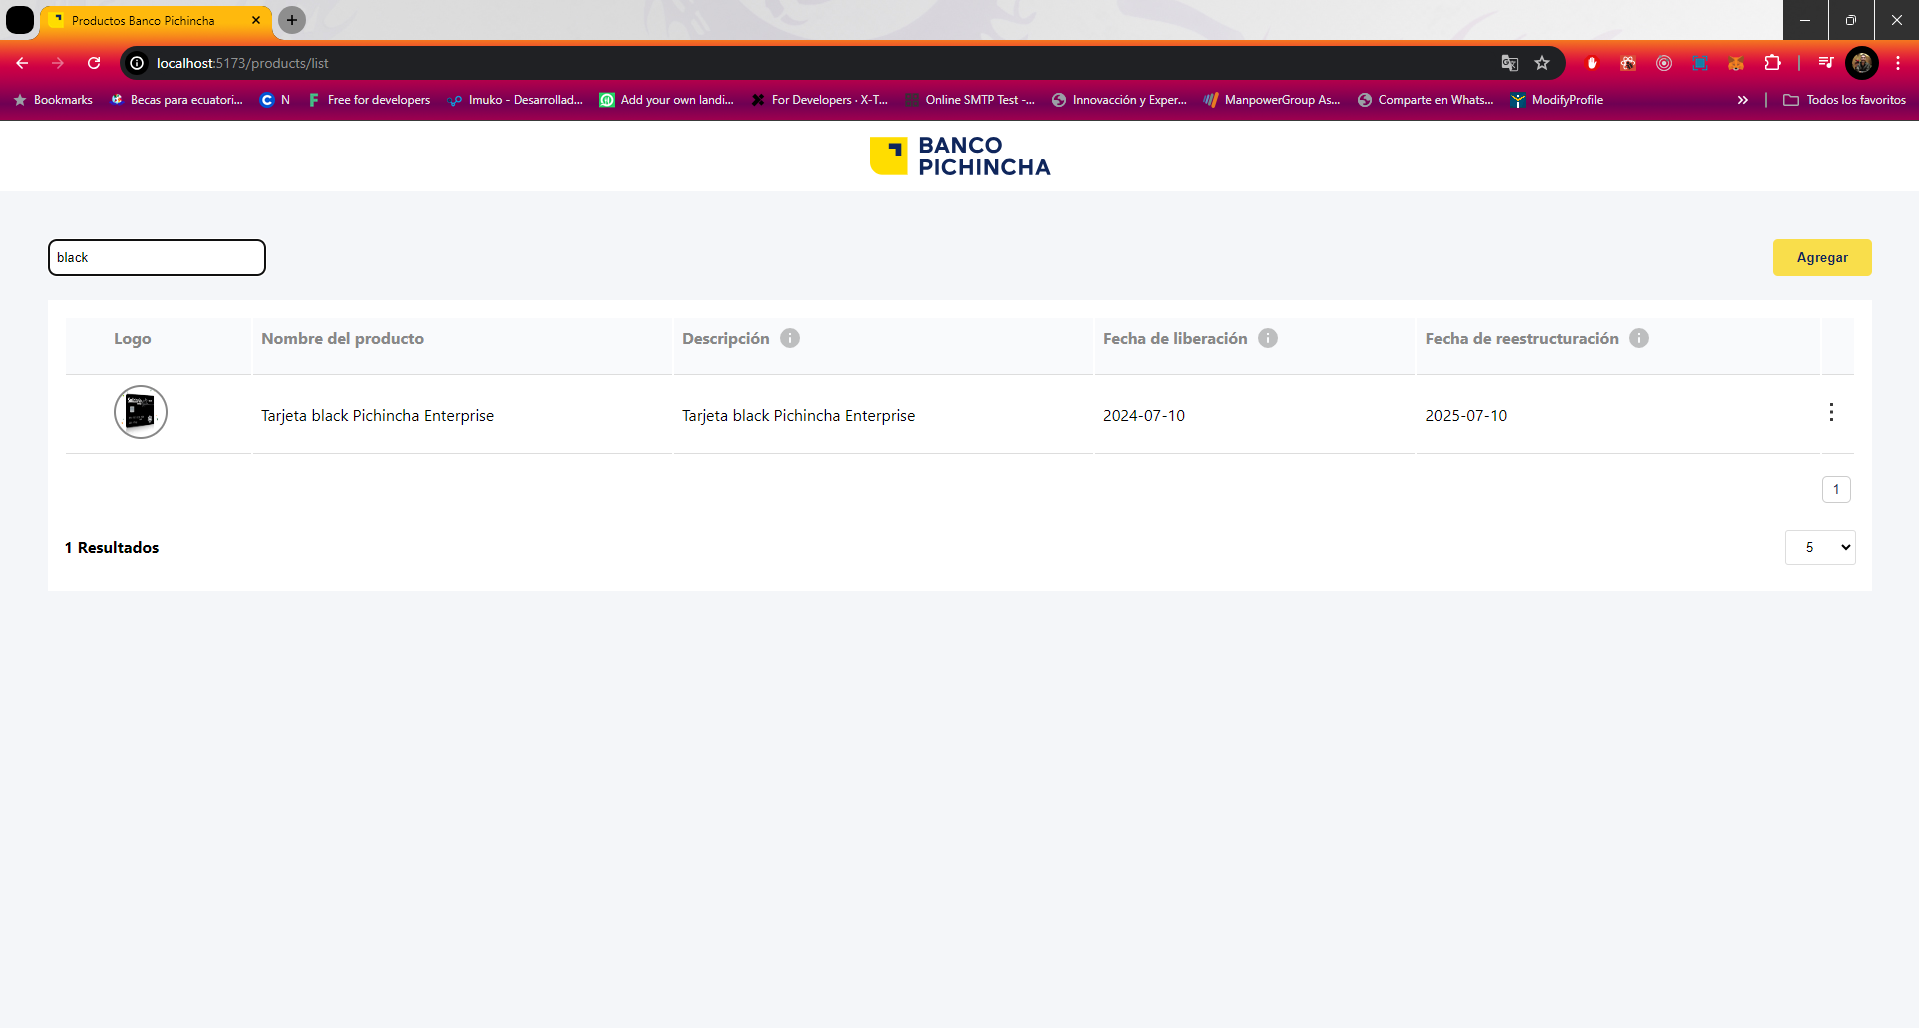 Productos Banco Pichincha
localhost:5173/products/list
Bookmarks
Becas para ecuatori...
N
Free for developers
Imuko - Desarrollad...
Add your own landi...
For Developers · X-T...
Online SMTP Test -...
Innovacción y Exper...
ManpowerGroup As...
Comparte en Whats...
ModifyProfile
Todos los favoritos
BANCO
PICHINCHA
black
Agregar
Logo
Nombre del producto
Descripción
Fecha de liberación
Fecha de reestructuración
Tarjeta black Pichincha Enterprise
Tarjeta black Pichincha Enterprise
2024-07-10
2025-07-10
1
1 Resultados
5